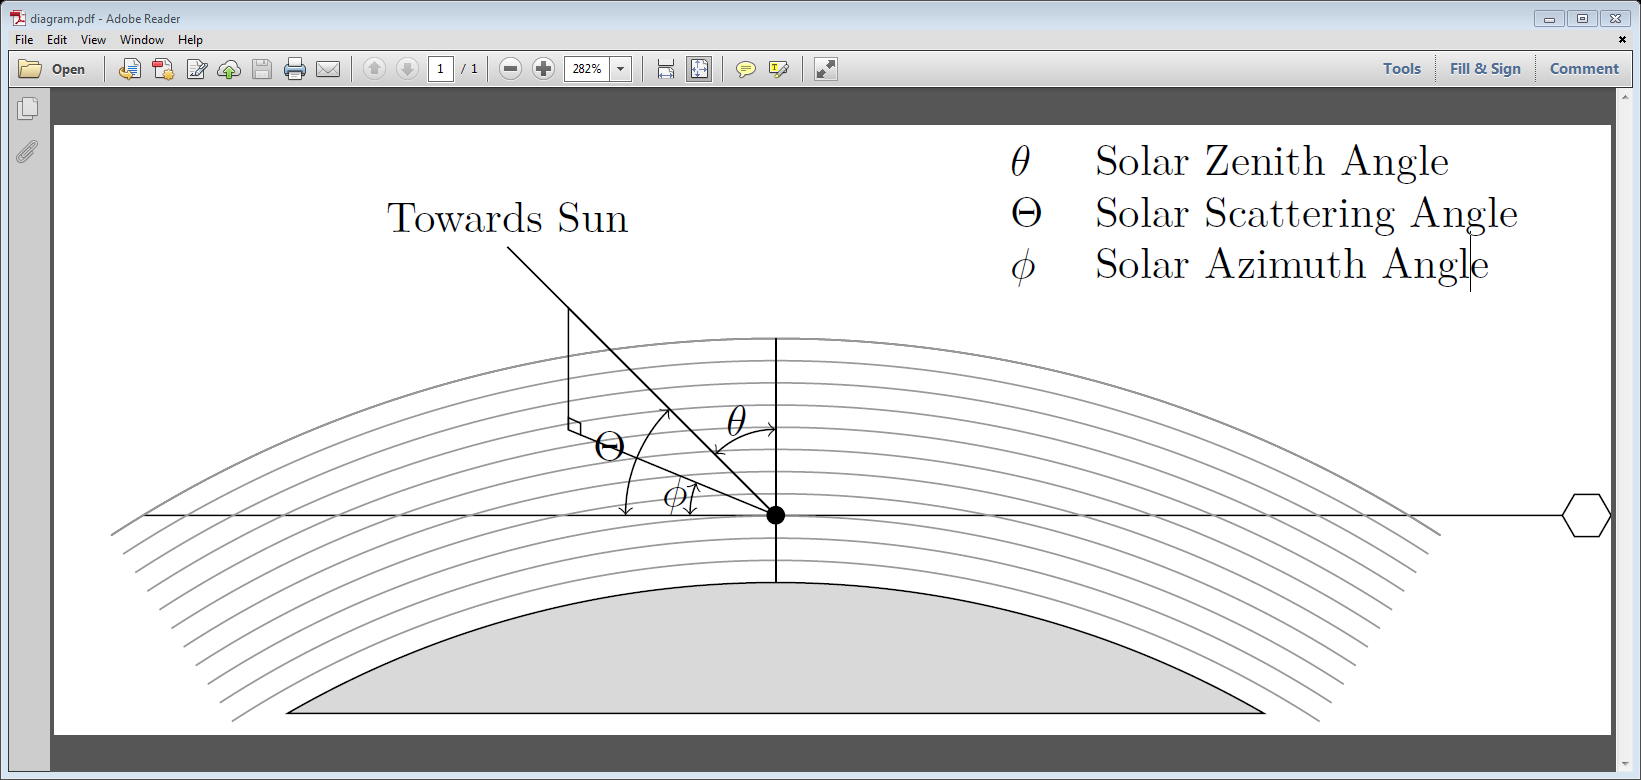 diagram.pdf - Adobe Reader
File Edit View Window Help
Open 1 / 1 282% Tools Fill & Sign Comment
θ Solar Zenith Angle
Θ Solar Scattering Angle
ϕ Solar Azimuth Angle
Towards Sun
θ
Θ
ϕ